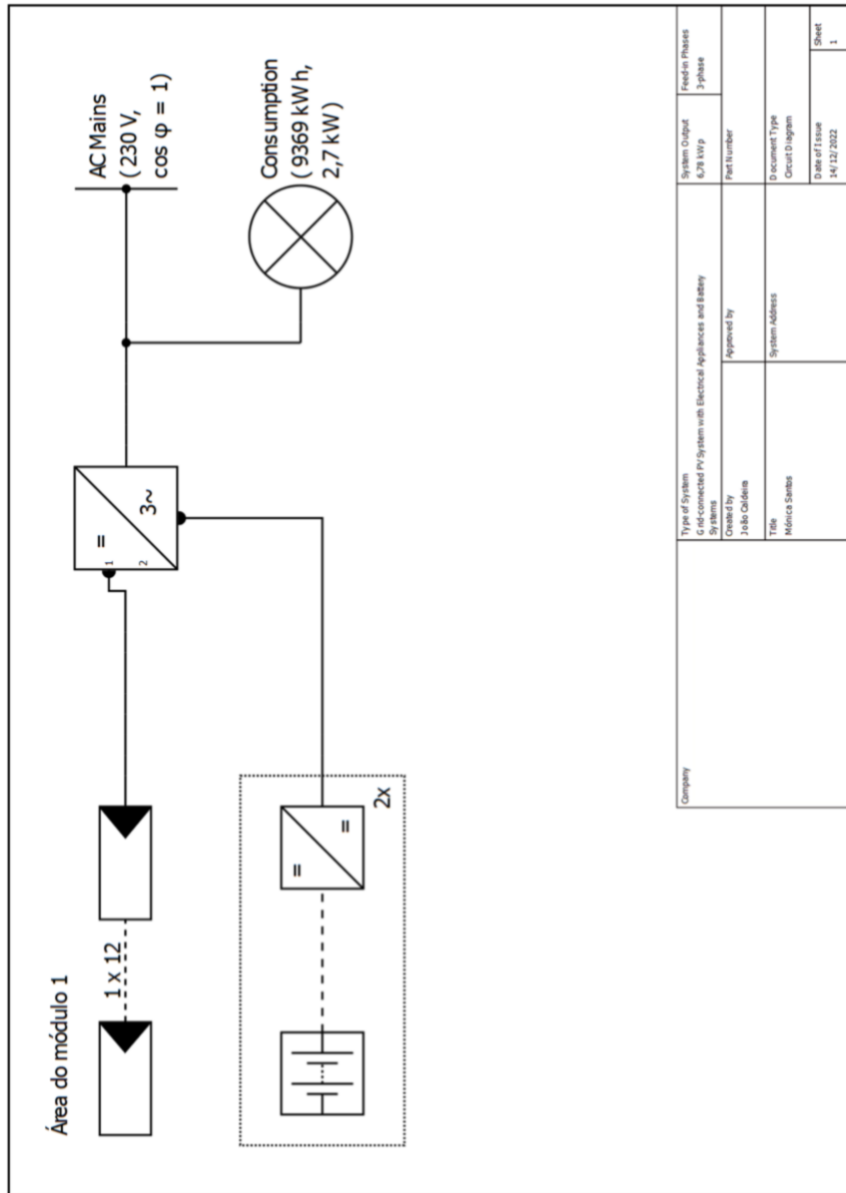 Área do módulo 1
1 x 12
=
1
2
3~
AC Mains
(230 V,
cos φ = 1)
Consumption
(9369 kWh,
2,7 kW)
=
=
2x
Company
Type of System
Grid-connected PV System with Electrical Appliances and Battery
Systems
System Output
6,78 kWp
Feed-in Phases
3-phase
Created by
João Caldeira
Approved by
Part Number
Title
Mónica Santos
System Address
Document Type
Circuit Diagram
Date of Issue
14/12/2022
Sheet
1